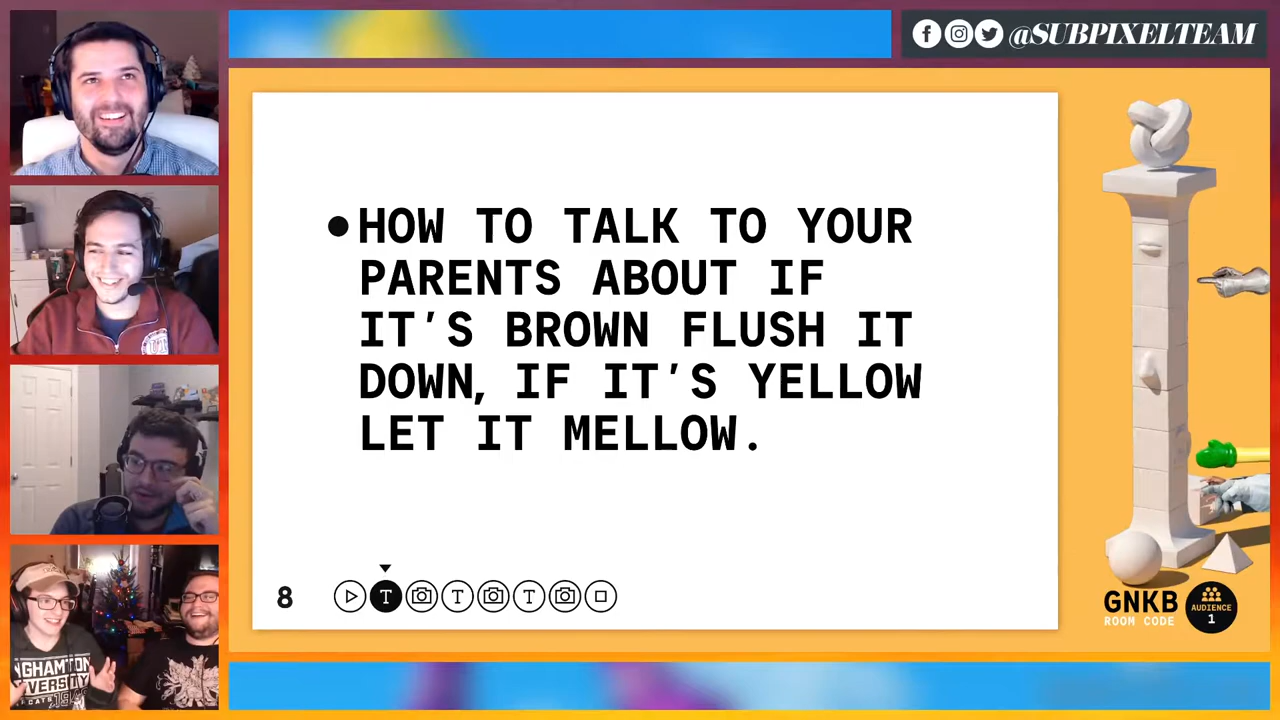 @SUBPIXELTEAM
•HOW TO TALK TO YOUR
PARENTS ABOUT IF
IT'S BROWN FLUSH IT
DOWN, IF IT'S YELLOW
LET IT MELLOW.
8
T
T
T
GNKB
ROOM CODE
AUDIENCE
1